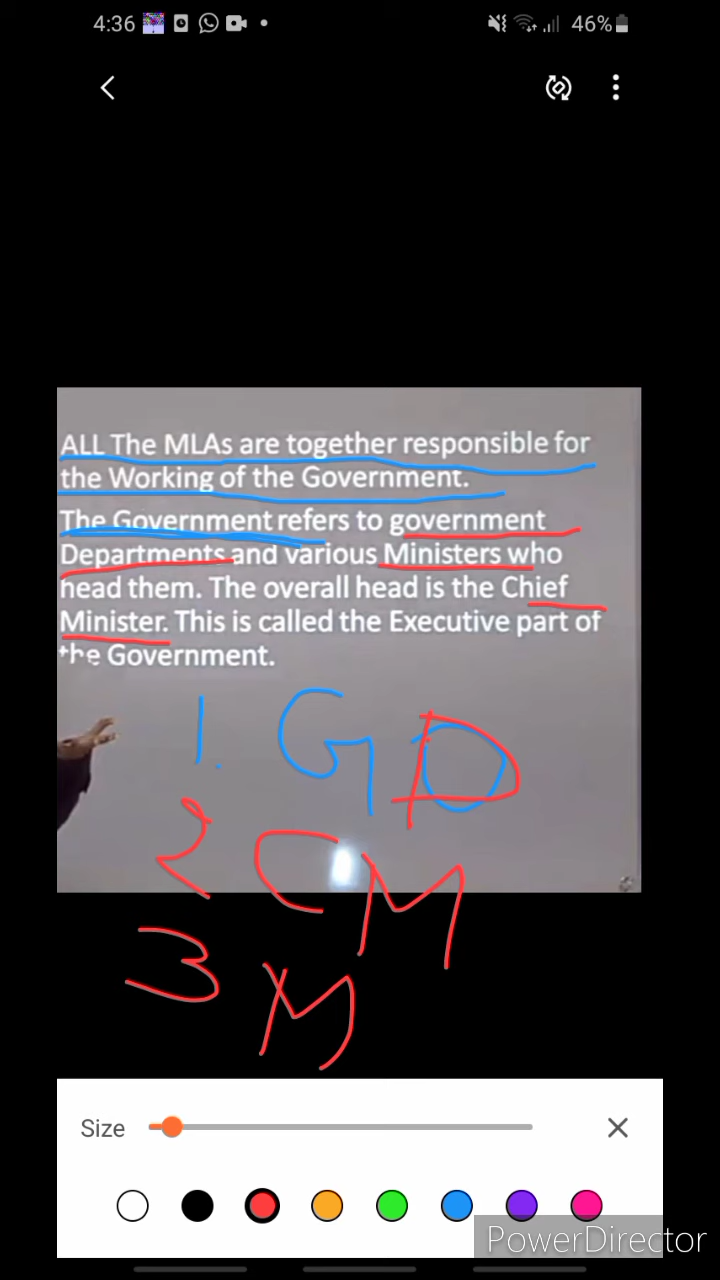 4:36
46%
ALL The MLAs are together responsible for
the Working of the Government.
The Government refers to government
Departments and various Ministers who
head them. The overall head is the Chief
Minister. This is called the Executive part of
the Government.
1. GD
2 CM
3 M
Size
PowerDirector